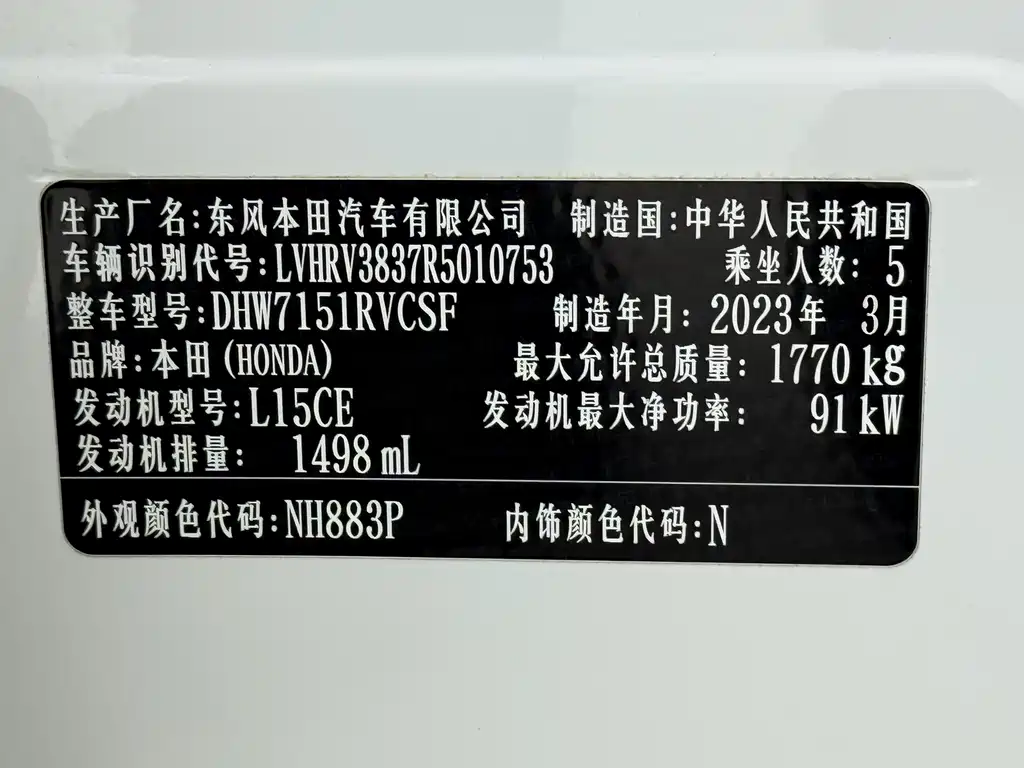 生产厂名:东风本田汽车有限公司 制造国:中华人民共和国
车辆识别代号:LVHRV3837R5010753 乘坐人数: 5
整车型号:DHW7151RVCSF 制造年月: 2023年 3月
品牌:本田(HONDA) 最大允许总质量: 1770 kg
发动机型号:L15CE 发动机最大净功率: 91 kW
发动机排量: 1498 mL
外观颜色代码:NH883P 内饰颜色代码:N